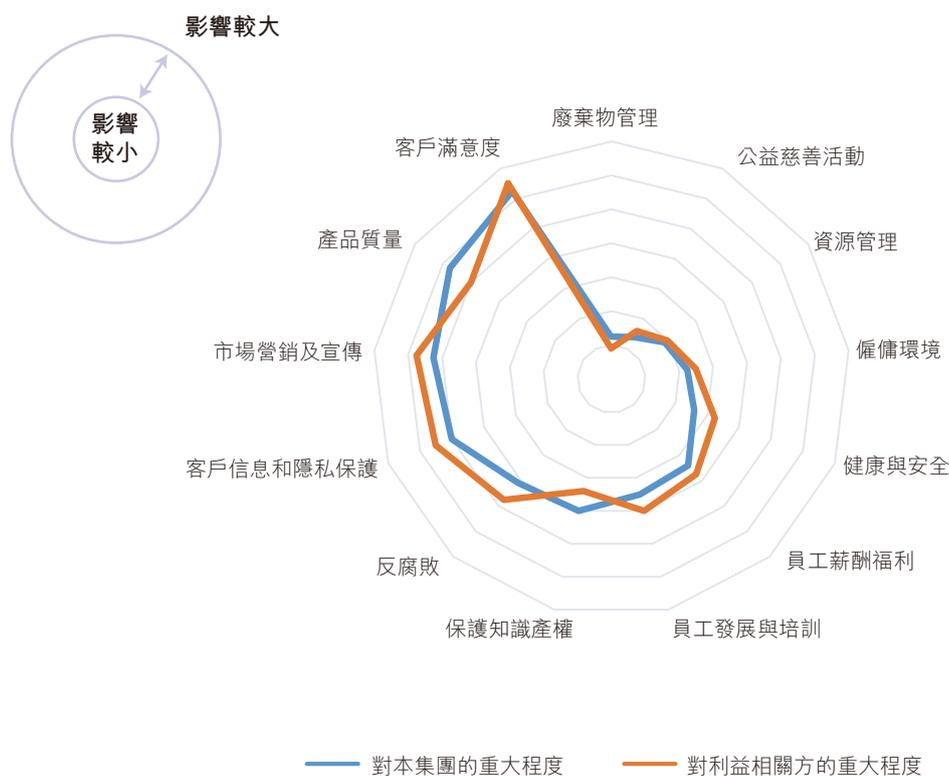 影響較大
影響
較小
廢棄物管理
公益慈善活動
資源管理
僱傭環境
健康與安全
員工薪酬福利
員工發展與培訓
保護知識產權
反腐敗
客戶信息和隱私保護
市場營銷及宣傳
產品質量
客戶滿意度
對本集團的重大程度
對利益相關方的重大程度